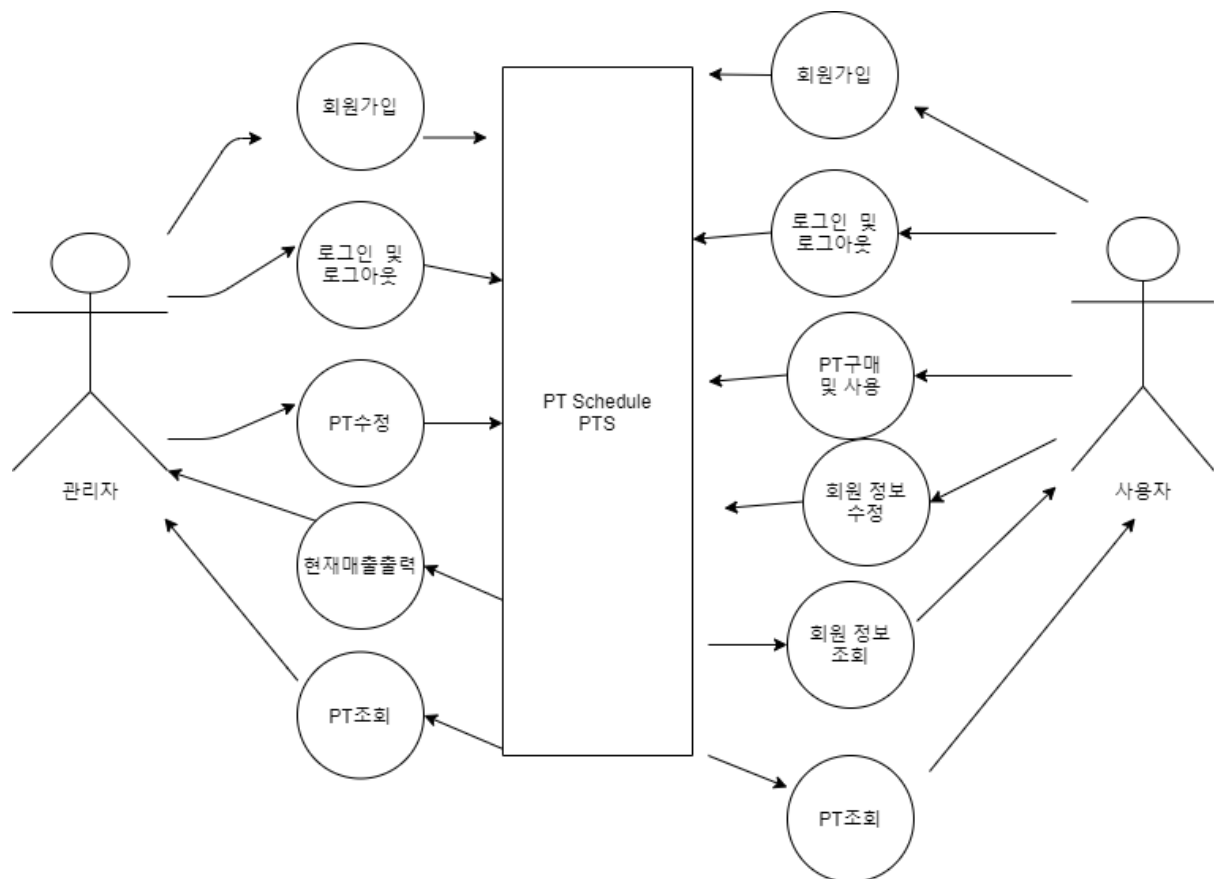 회원가입
로그인 및
로그아웃
PT수정
관리자
현재매출출력
PT조회
PT Schedule
PTS
회원가입
로그인 및
로그아웃
PT구매
및 사용
회원 정보
수정
사용자
회원 정보
조회
PT조회